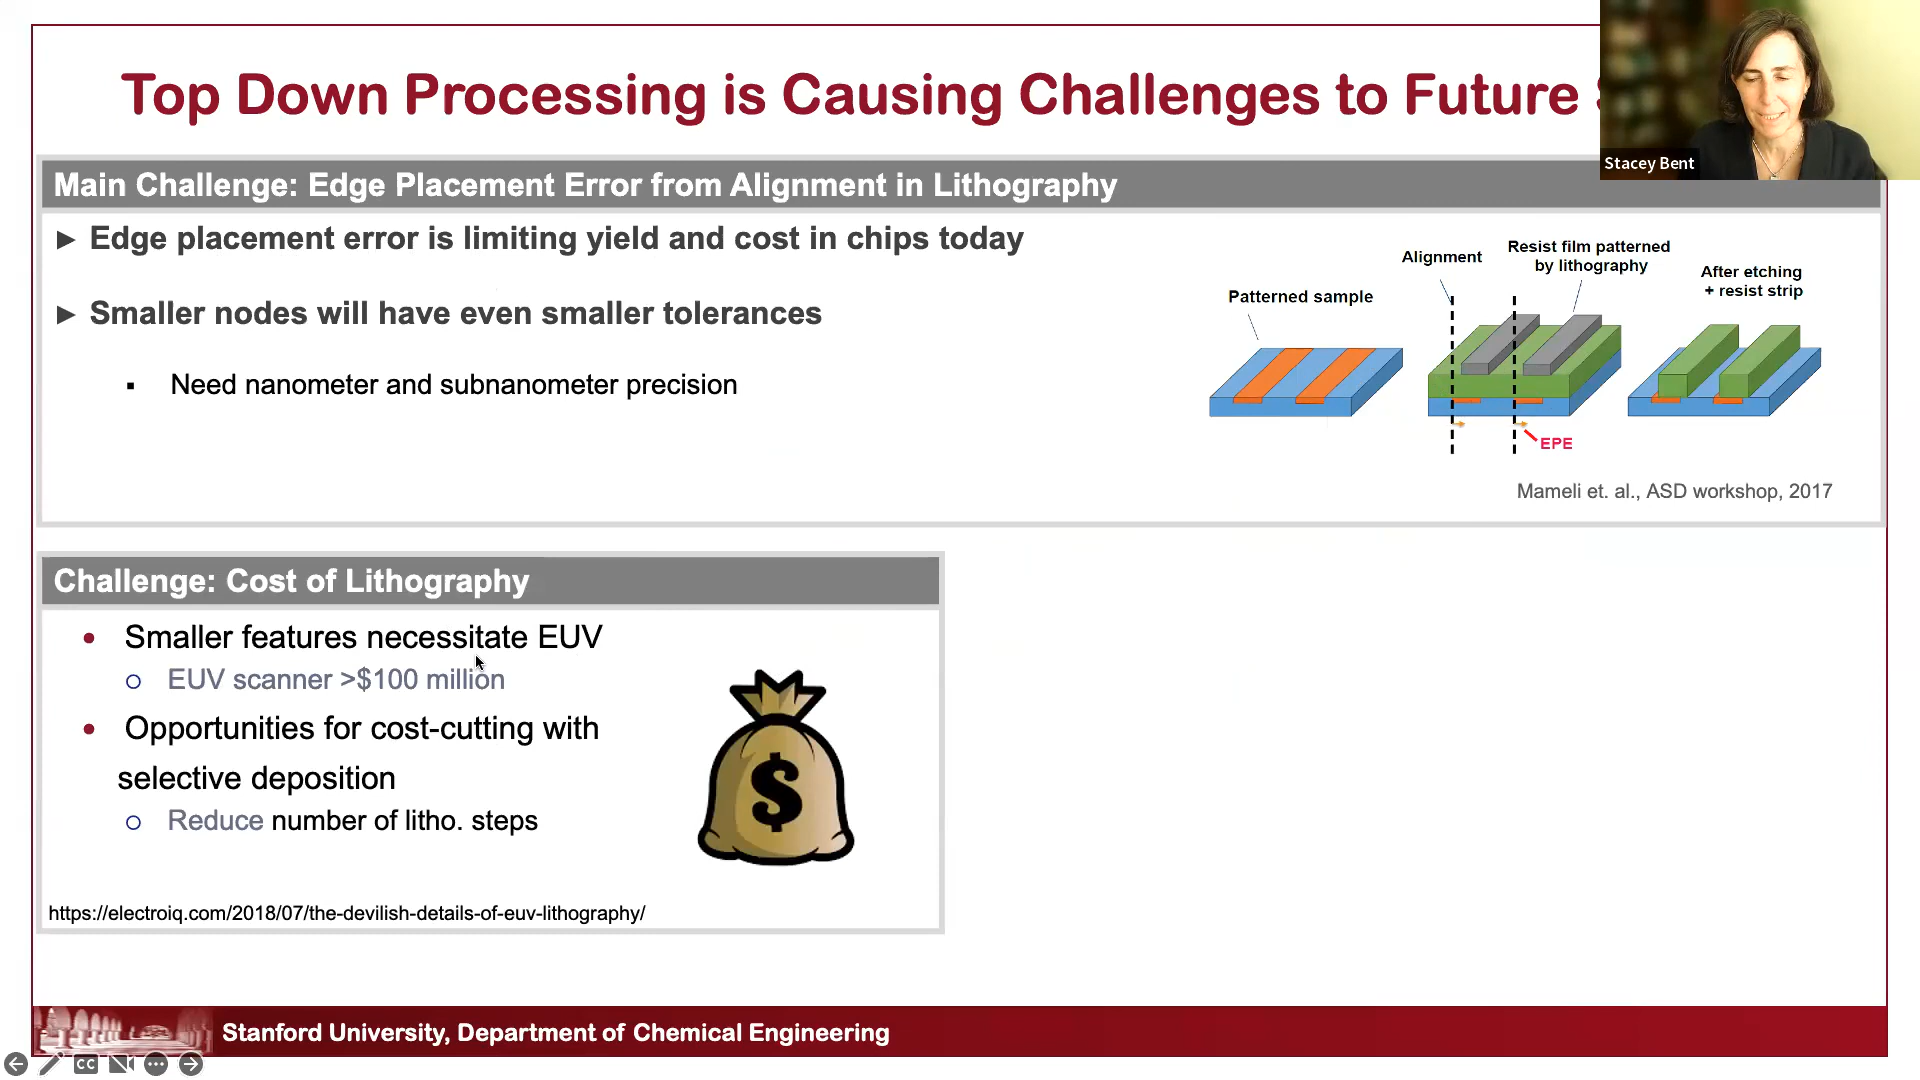 Top Down Processing is Causing Challenges to Future
Stacey Bent
Main Challenge: Edge Placement Error from Alignment in Lithography
► Edge placement error is limiting yield and cost in chips today
► Smaller nodes will have even smaller tolerances
▪ Need nanometer and subnanometer precision
Patterned sample
Alignment
Resist film patterned
by lithography
After etching
+ resist strip
EPE
Mameli et. al., ASD workshop, 2017
Challenge: Cost of Lithography
• Smaller features necessitate EUV
o EUV scanner >$100 million
• Opportunities for cost-cutting with
selective deposition
o Reduce number of litho. steps
$
https://electroiq.com/2018/07/the-devilish-details-of-euv-lithography/
Stanford University, Department of Chemical Engineering
CC